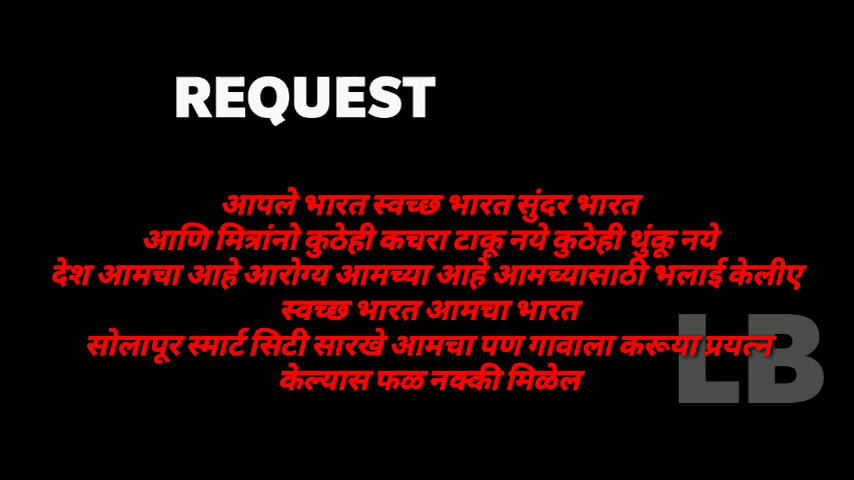 REQUEST
आपले भारत स्वच्छ भारत सुंदर भारत
आणि मित्रांनो कुठेही कचरा टाकू नये कुठेही थुंकू नये
देश आमचा आहे आरोग्य आमच्या आहे आमच्यासाठी भलाई केलीए
स्वच्छ भारत आमचा भारत
सोलापूर स्मार्ट सिटी सारखे आमचा पण गावाला करूया प्रयत्न
केल्यास फळ नक्की मिळेल
LB